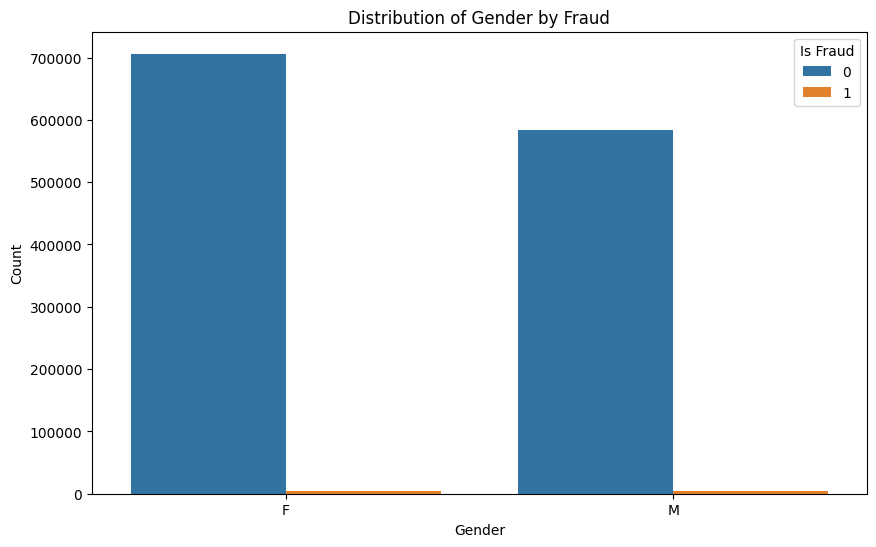 Distribution of Gender by Fraud
Is Fraud
0
1
700000
600000
500000
400000
300000
200000
100000
0
Count
F M
Gender